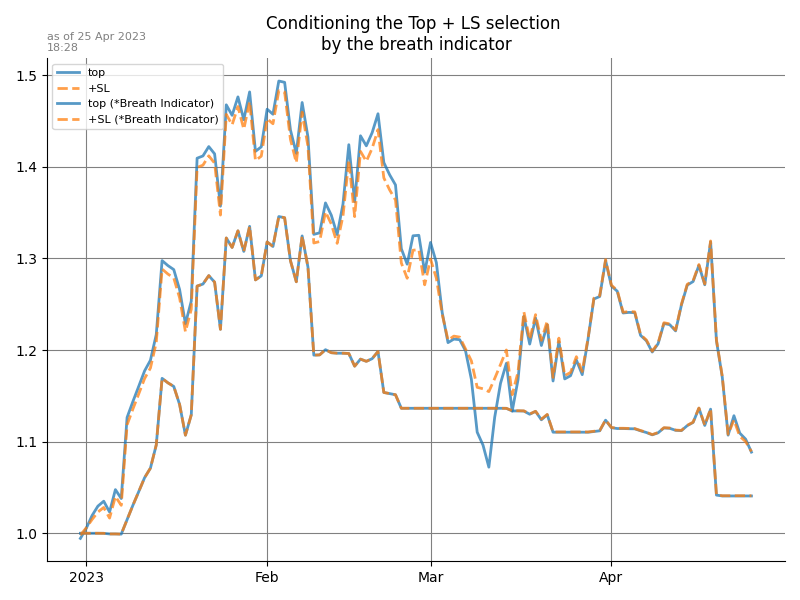 Conditioning the Top + LS selection
by the breath indicator
as of 25 Apr 2023
18:28
top
+SL
top (*Breath Indicator)
+SL (*Breath Indicator)
1.5
1.4
1.3
1.2
1.1
1.0
2023 Feb Mar Apr